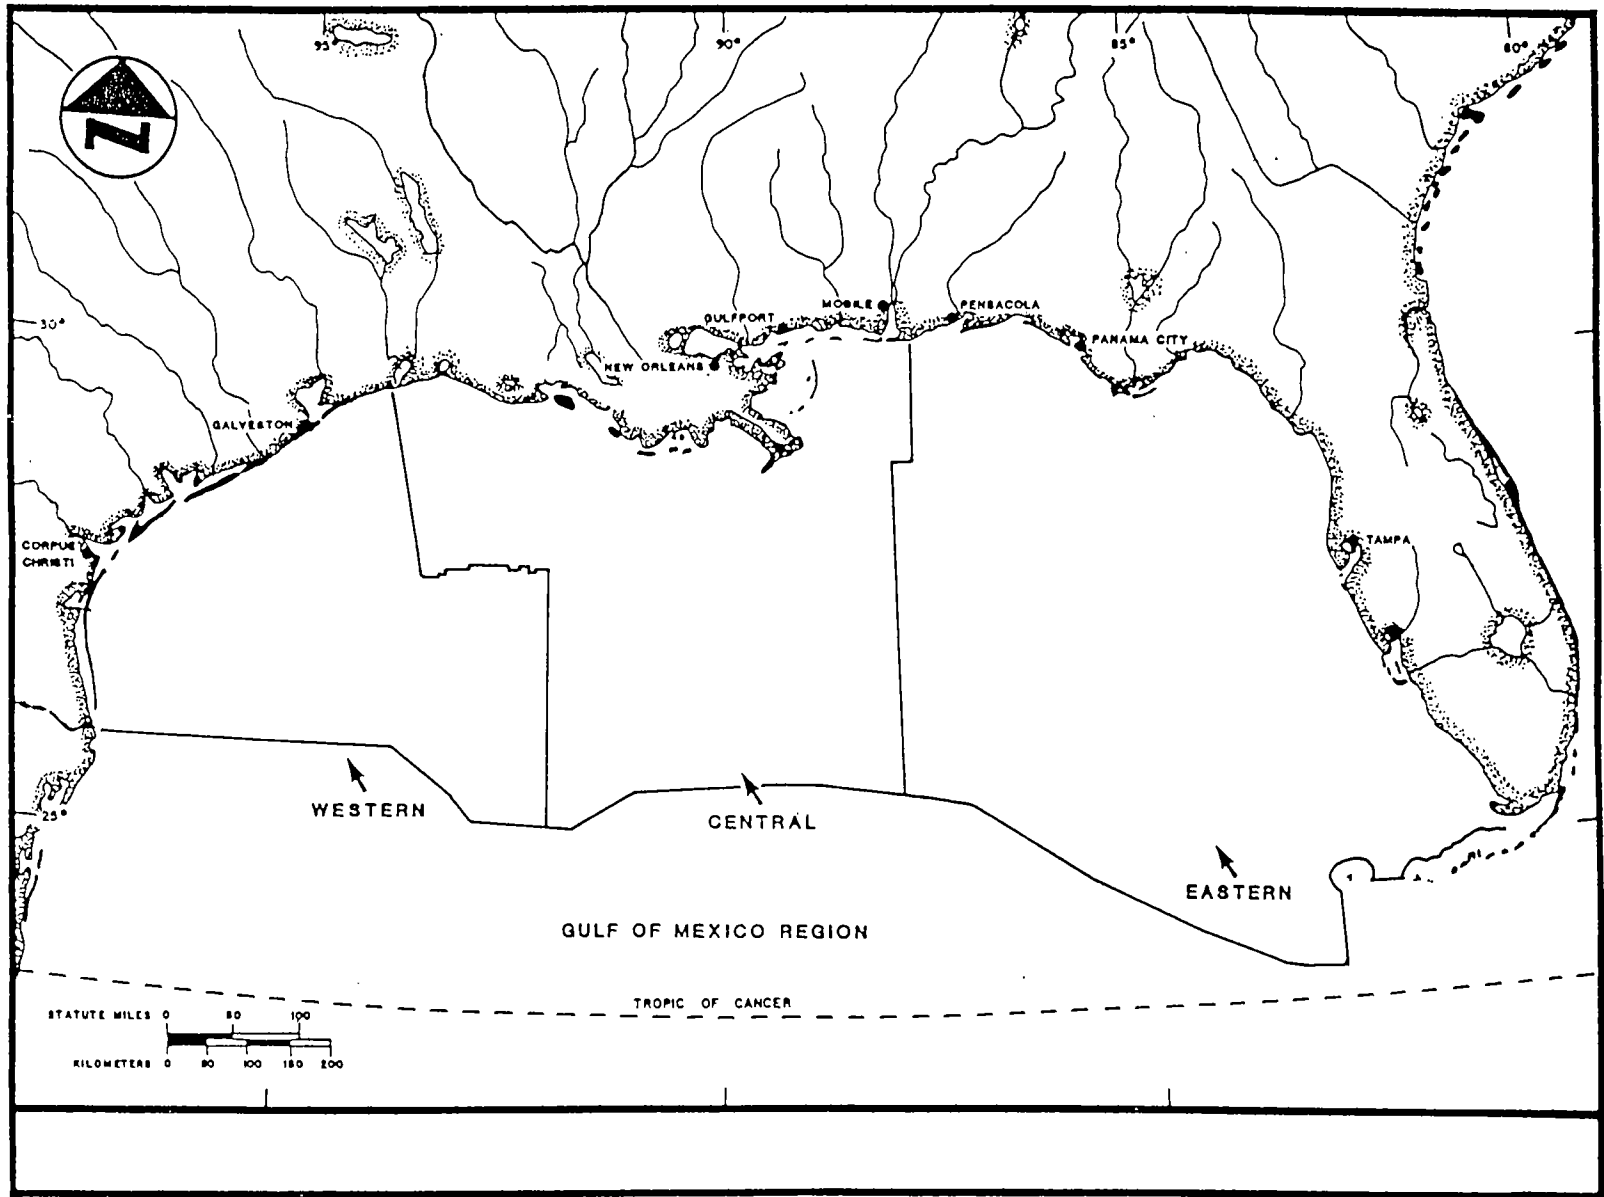 95°
90°
85°
80°
N
30°
MOBILE
PENSACOLA
GULFPORT
PANAMA CITY
NEW ORLEANS
GALVESTON
CORPUS
CHRISTI
TAMPA
25°
WESTERN
CENTRAL
EASTERN
GULF OF MEXICO REGION
TROPIC OF CANCER
STATUTE MILES 0 50 100
KILOMETERS 0 50 100 150 200